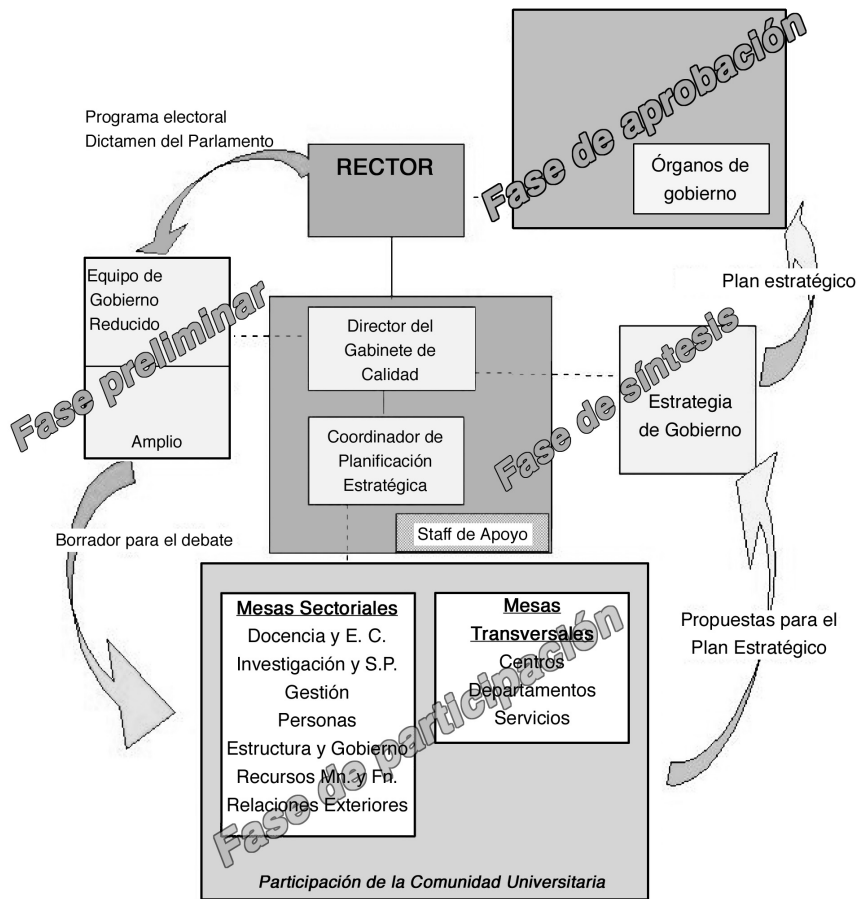 Programa electoral
Dictamen del Parlamento
RECTOR
Fase de aprobación
Órganos de
gobierno
Equipo de
Gobierno
Reducido
Amplio
Fase preliminar
Director del
Gabinete de
Calidad
Coordinador de
Planificación
Estratégica
Staff de Apoyo
Fase de síntesis
Estrategia
de Gobierno
Plan estratégico
Borrador para el debate
Mesas Sectoriales
Docencia y E. C.
Investigación y S.P.
Gestión
Personas
Estructura y Gobierno
Recursos Mn. y Fn.
Relaciones Exteriores
Mesas
Transversales
Centros
Departamentos
Servicios
Fase de participación
Propuestas para el
Plan Estratégico
Participación de la Comunidad Universitaria